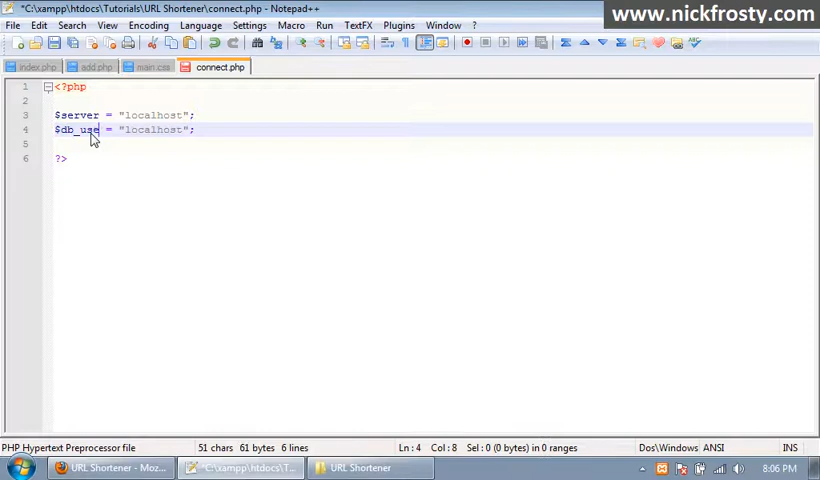 *C:\xampp\htdocs\Tutorials\URL Shortener\connect.php - Notepad++
www.nickfrosty.com
File Edit Search View Encoding Language Settings Macro Run TextFX Plugins Window ?
index.php add.php main.css connect.php
1 <?php
2
3 $server = "localhost";
4 $db_use = "localhost";
5
6 ?>
PHP Hypertext Preprocessor file 51 chars 61 bytes 6 lines Ln : 4 Col : 8 Sel : 0 (0 bytes) in 0 ranges Dos\Windows ANSI INS
URL Shortener - Moz... *C:\xampp\htdocs\T... URL Shortener 8:06 PM